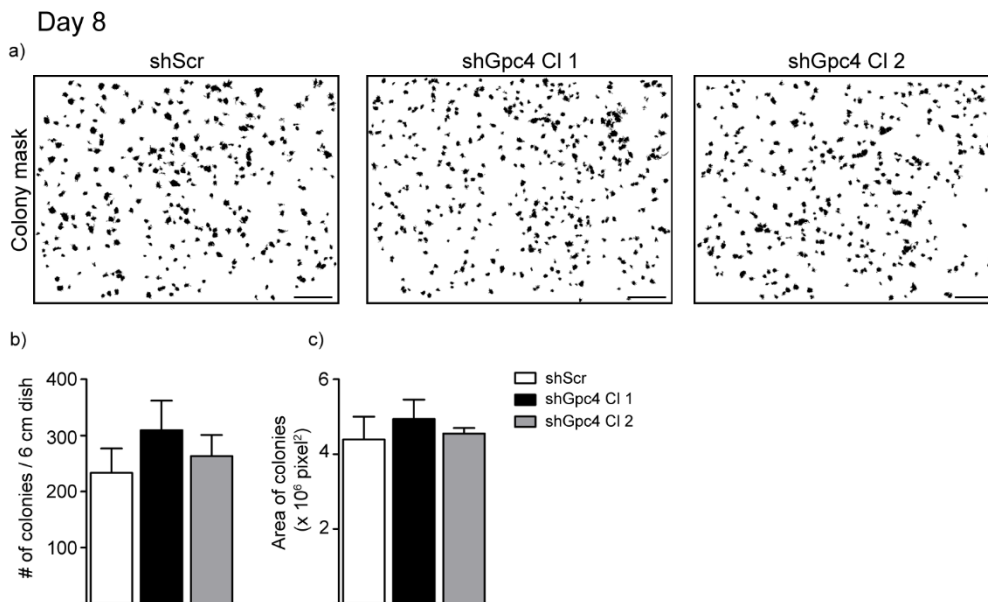 Day 8
a)
shScr
shGpc4 Cl 1
shGpc4 Cl 2
Colony mask
b)
# of colonies / 6 cm dish
400
300
200
100
c)
Area of colonies
(x 10⁶ pixel²)
6
4
2
shScr
shGpc4 Cl 1
shGpc4 Cl 2